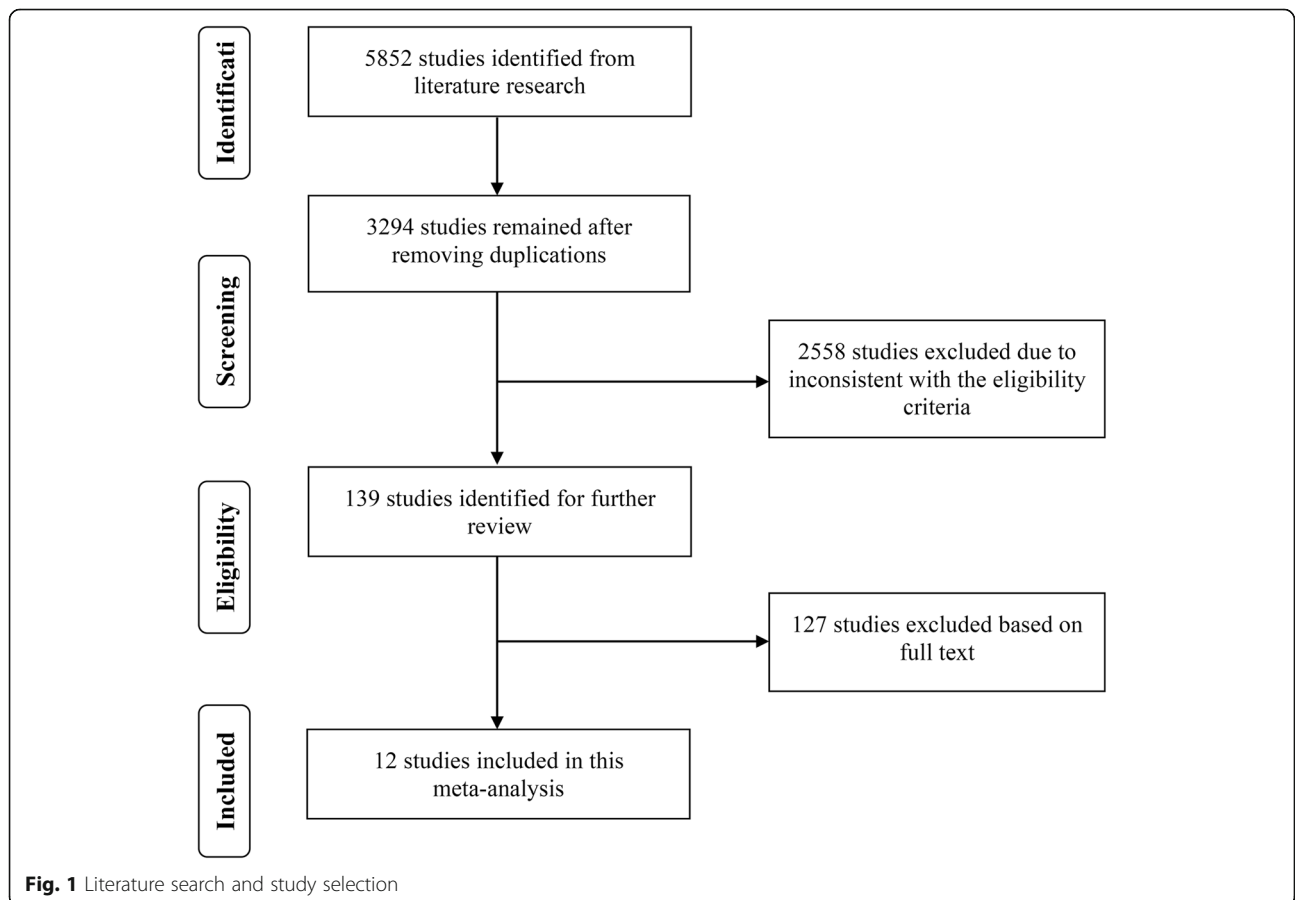 Identificati
5852 studies identified from
literature research
3294 studies remained after
removing duplications
Screening
2558 studies excluded due to
inconsistent with the eligibility
criteria
Eligibility
139 studies identified for further
review
127 studies excluded based on
full text
Included
12 studies included in this
meta-analysis
Fig. 1 Literature search and study selection